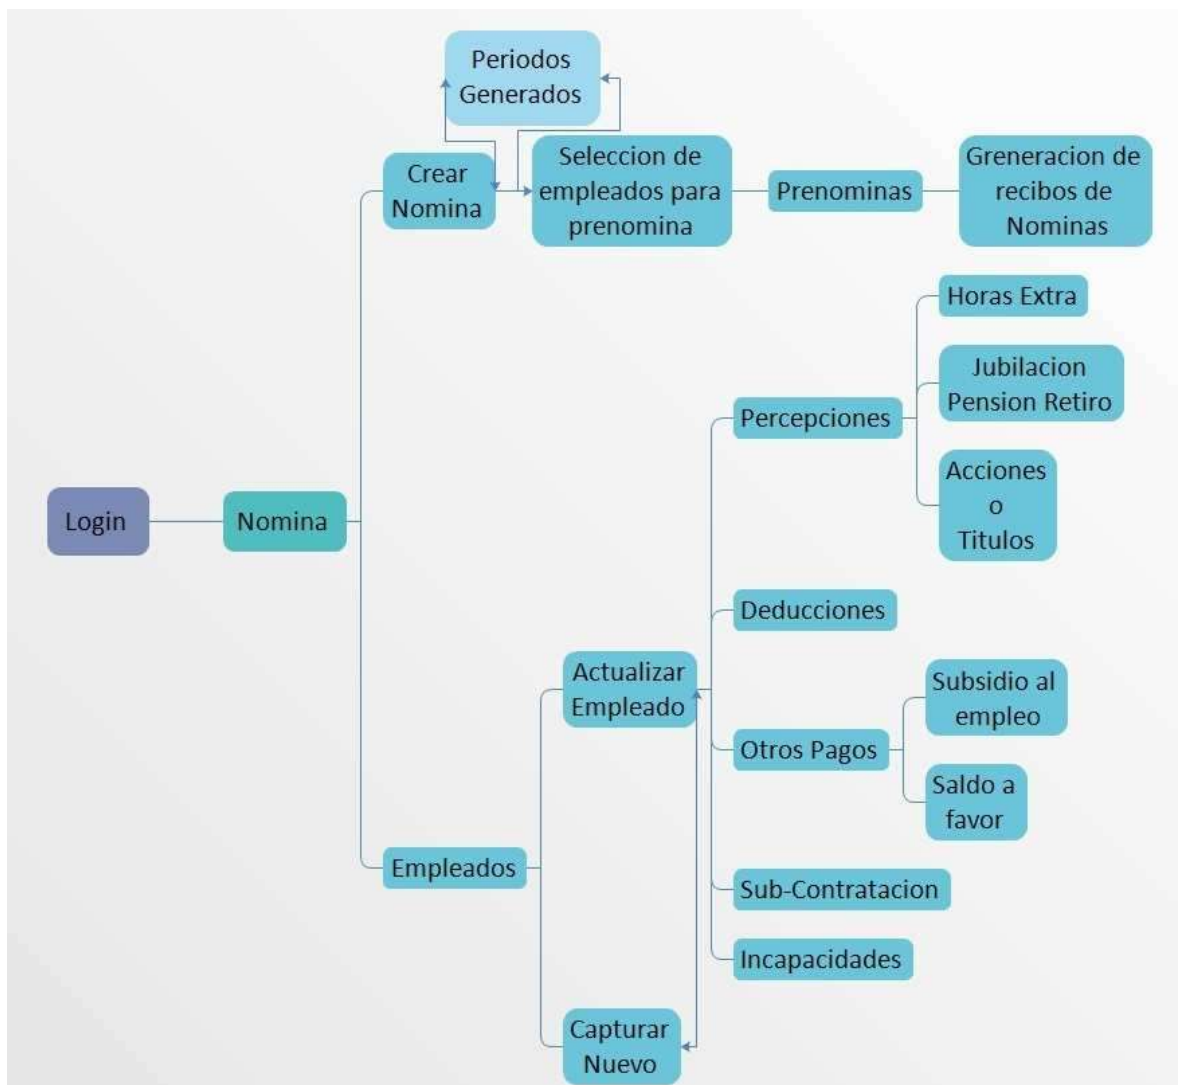 Periodos
Generados
Crear
Nomina
Seleccion de
empleados para
prenomina
Prenominas
Greneracion de
recibos de
Nominas
Horas Extra
Jubilacion
Pension Retiro
Percepciones
Acciones
o
Titulos
Login
Nomina
Deducciones
Actualizar
Empleado
Subsidio al
empleo
Otros Pagos
Saldo a
favor
Empleados
Sub-Contratacion
Incapacidades
Capturar
Nuevo